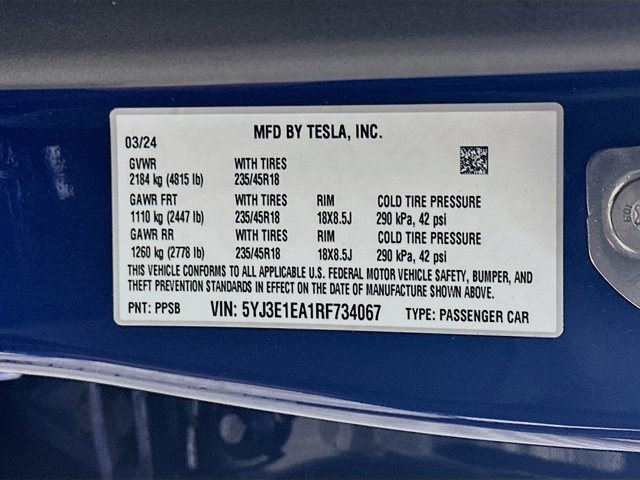 MFD BY TESLA, INC.
03/24
GVWR WITH TIRES
2184 kg (4815 lb) 235/45R18
GAWR FRT WITH TIRES RIM COLD TIRE PRESSURE
1110 kg (2447 lb) 235/45R18 18X8.5J 290 kPa, 42 psi
GAWR RR WITH TIRES RIM COLD TIRE PRESSURE
1260 kg (2778 lb) 235/45R18 18X8.5J 290 kPa, 42 psi
THIS VEHICLE CONFORMS TO ALL APPLICABLE U.S. FEDERAL MOTOR VEHICLE SAFETY, BUMPER, AND
THEFT PREVENTION STANDARDS IN EFFECT ON THE DATE OF MANUFACTURE SHOWN ABOVE.
PNT: PPSB VIN: 5YJ3E1EA1RF734067 TYPE: PASSENGER CAR